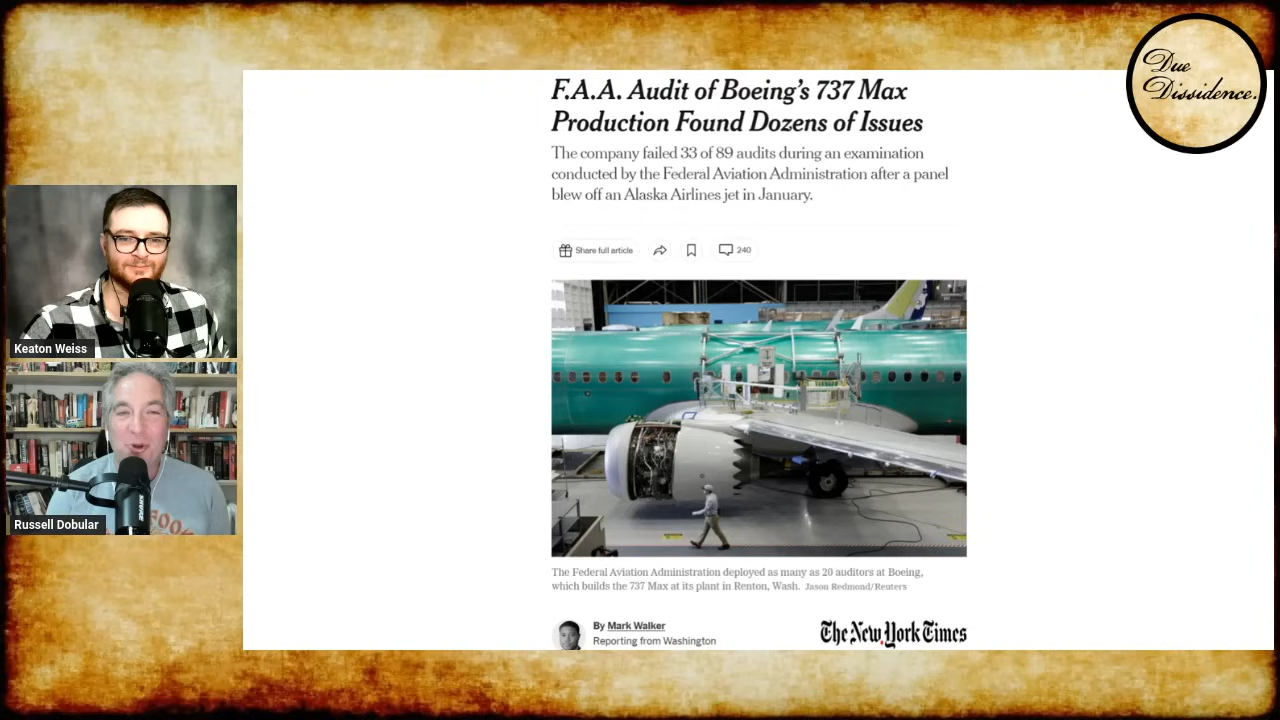 F.A.A. Audit of Boeing's 737 Max
Production Found Dozens of Issues
The company failed 33 of 89 audits during an examination
conducted by the Federal Aviation Administration after a panel
blew off an Alaska Airlines jet in January.
Share full article
240
The Federal Aviation Administration deployed as many as 20 auditors at Boeing,
which builds the 737 Max at its plant in Renton, Wash. Jason Redmond/Reuters
By Mark Walker
Reporting from Washington
The New York Times
Due
Dissidence.
Keaton Weiss
Russell Dobular